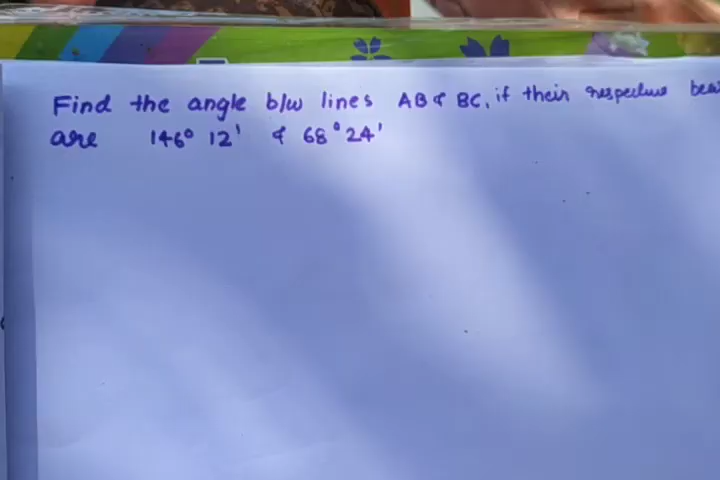 Find the angle b/w lines AB & BC, if their respective
are 146° 12' & 68° 24'